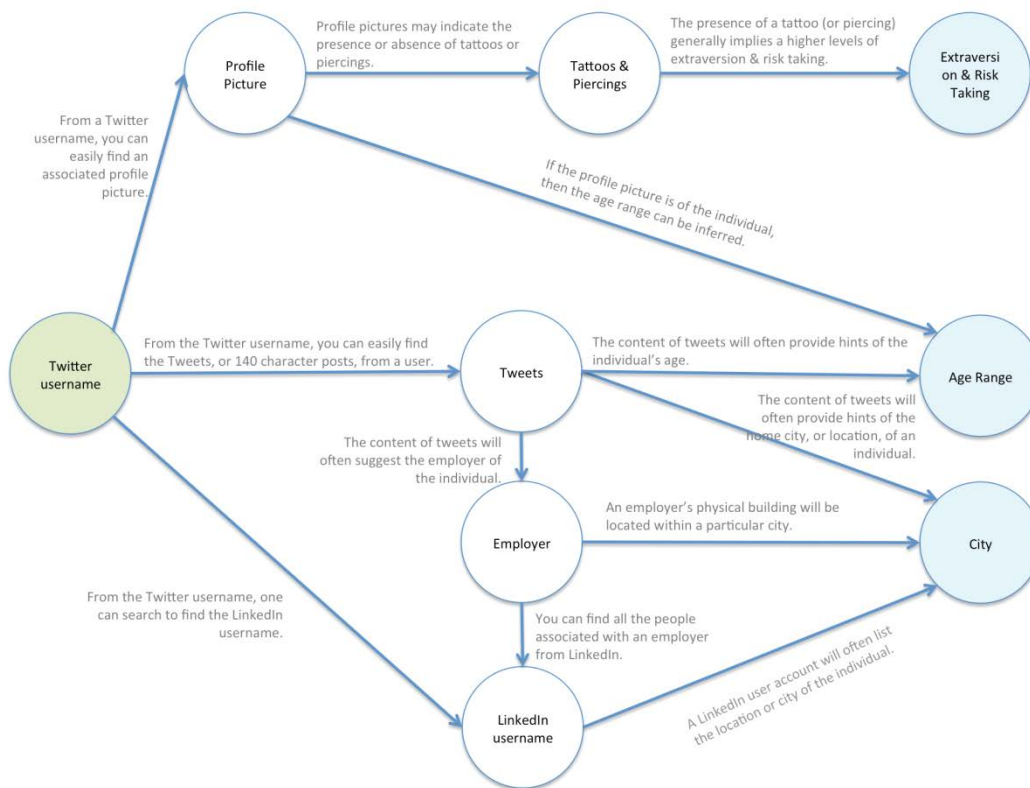 Profile pictures may indicate the
presence or absence of tattoos or
piercings.
The presence of a tattoo (or piercing)
generally implies a higher levels of
extraversion & risk taking.
Profile
Picture
Tattoos &
Piercings
Extraversi
on & Risk
Taking
From a Twitter
username, you can
easily find an
associated profile
picture.
If the profile picture is of the individual,
then the age range can be
inferred.
Twitter
username
From the Twitter username, you can easily find
the Tweets, or 140 character posts, from a user.
Tweets
The content of tweets will often provide hints of the
individual's age.
Age Range
The content of tweets will
often provide hints of the
home city, or location, of an
individual.
The content of tweets will
often suggest the employer of
the individual.
Employer
An employer's physical building will be
located within a particular city.
City
From the Twitter username, one
can search to find the LinkedIn
username.
You can find all the people
associated with an employer
from LinkedIn.
LinkedIn
username
A LinkedIn user account will often list
the location or city of the individual.